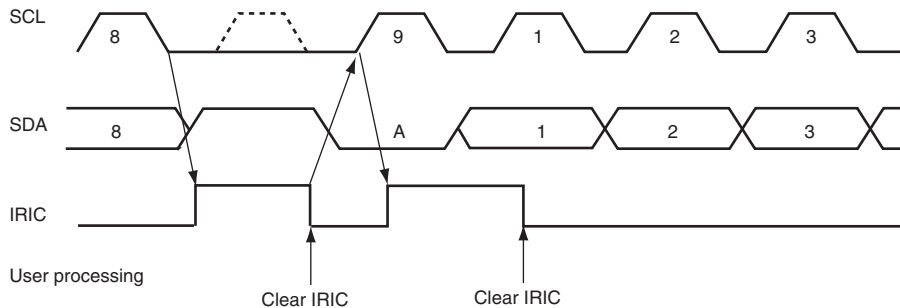 SCL 8 9 1 2 3
SDA 8 A 1 2 3
IRIC
User processing
Clear IRIC Clear IRIC